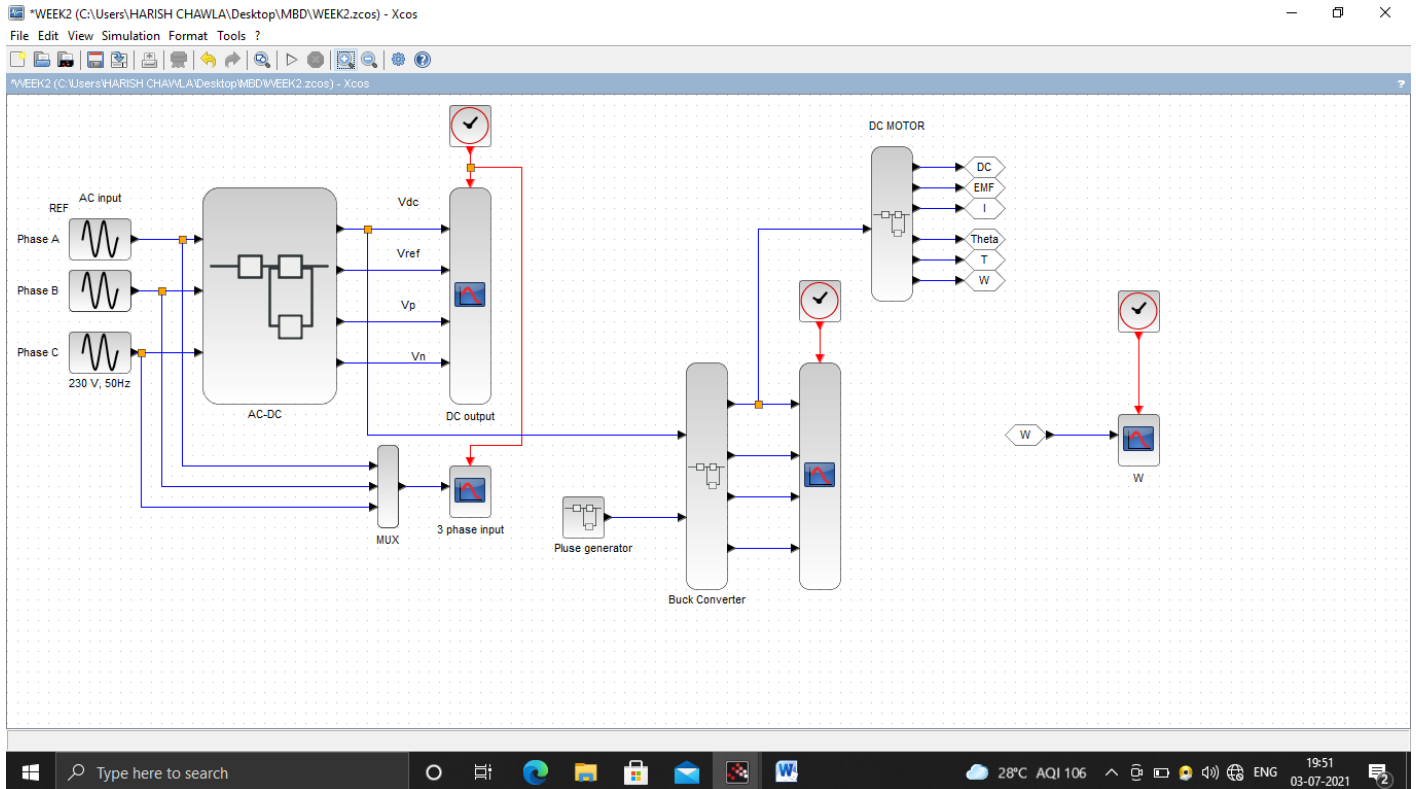 *WEEK2 (C:\Users\HARISH CHAWLA\Desktop\MBD\WEEK2.zcos) - Xcos
File Edit View Simulation Format Tools ?
*WEEK2 (C:\Users\HARISH CHAWLA\Desktop\MBD\WEEK2.zcos) - Xcos ?
DC MOTOR
DC
EMF
I
Theta
T
W
AC input
REF
Phase A
Phase B
Phase C
230 V, 50Hz
AC-DC
Vdc
Vref
Vp
Vn
DC output
MUX
3 phase input
Pluse generator
Buck Converter
W
W
Type here to search
28°C AQI 106
ENG
19:51
03-07-2021
2